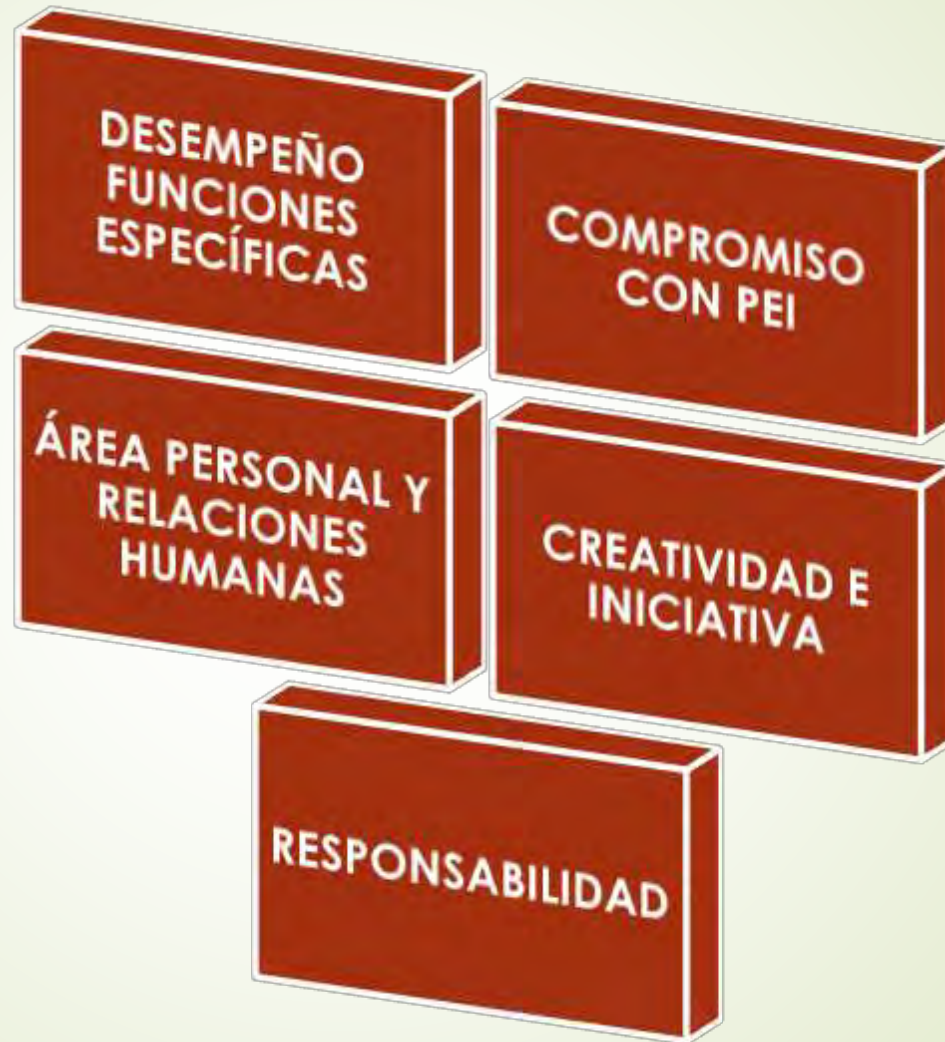 DESEMPEÑO
FUNCIONES
ESPECÍFICAS
COMPROMISO
CON PEI
ÁREA PERSONAL Y
RELACIONES
HUMANAS
CREATIVIDAD E
INICIATIVA
RESPONSABILIDAD